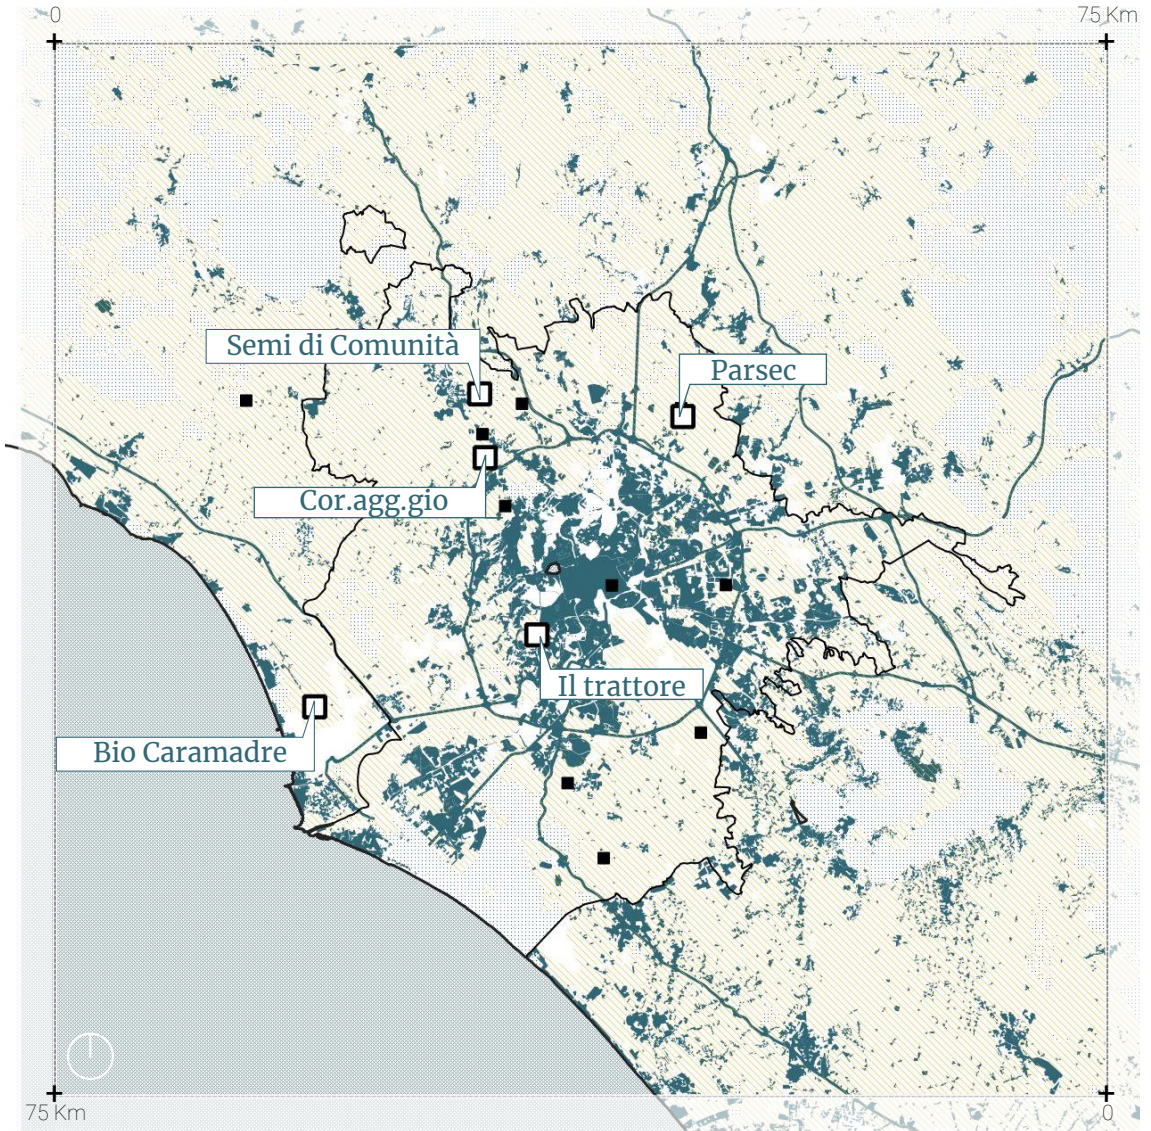 0
75 Km
Semi di Comunità
Parsec
Cor.agg.gio
Il trattore
Bio Caramadre
75 Km
0